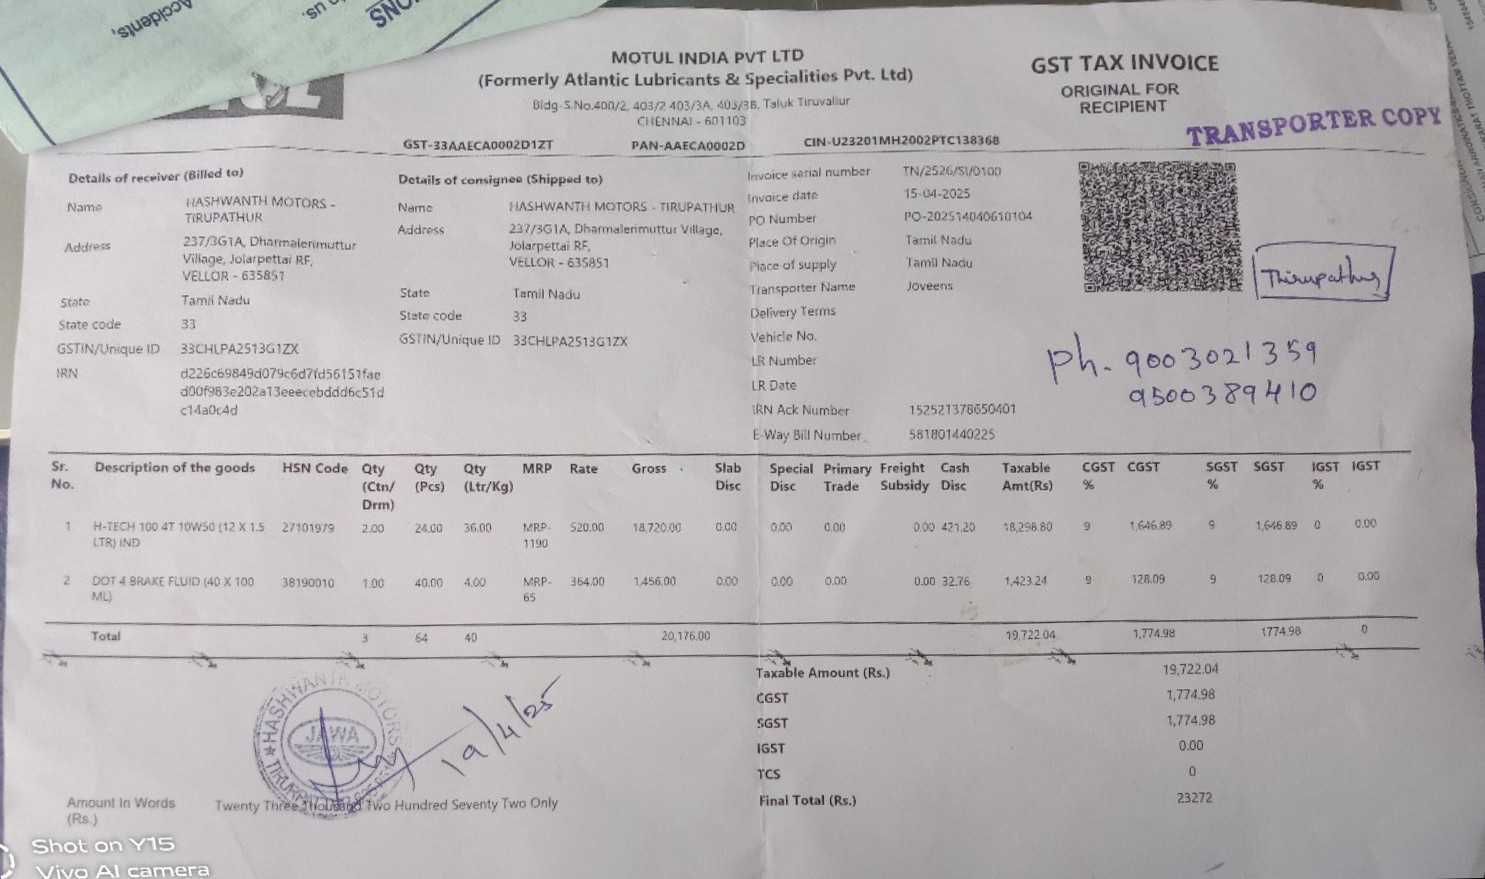 Accidents,
us.
MOTUL INDIA PVT LTD
(Formerly Atlantic Lubricants & Specialities Pvt. Ltd)
Bldg-S.No.400/2, 403/2 403/3A, 403/3B, Taluk Tiruvallur
CHENNAI - 601103
GST TAX INVOICE
ORIGINAL FOR
RECIPIENT
TRANSPORTER COPY
GST-33AAECA0002D1ZT PAN-AAECA0002D CIN-U23201MH2002PTC138368
Details of receiver (Billed to)
Name HASHWANTH MOTORS -
TIRUPATHUR
Address 237/3G1A, Dharmalerimuttur
Village, Jolarpettai RF,
VELLOR - 635851
State Tamil Nadu
State code 33
GSTIN/Unique ID 33CHLPA2513G1ZX
IRN d226c69849d079c6d7fd56151fae
d00f983e202a13eeecebddd6c51d
c14a0c4d
Details of consignee (Shipped to)
Name HASHWANTH MOTORS - TIRUPATHUR
Address 237/3G1A, Dharmalerimuttur Village,
Jolarpettai RF,
VELLOR - 635851
State Tamil Nadu
State code 33
GSTIN/Unique ID 33CHLPA2513G1ZX
Invoice serial number TN/2526/SI/0100
Invoice date 15-04-2025
PO Number PO-202514040610104
Place Of Origin Tamil Nadu
Place of supply Tamil Nadu
Transporter Name Joveens
Delivery Terms
Vehicle No.
LR Number
LR Date
IRN Ack Number 152521378650401
E-Way Bill Number 581801440225
Thirupathur
Ph. 9003021359
9500389410
Sr. No. Description of the goods HSN Code Qty (Ctn/ Drm) Qty (Pcs) Qty (Ltr/Kg) MRP Rate Gross Slab Disc Special Disc Primary Trade Freight Subsidy Cash Disc Taxable Amt(Rs) CGST % CGST SGST % SGST IGST % IGST
1 H-TECH 100 4T 10W50 (12 X 1.5 27101979 2.00 24.00 36.00 MRP- 520.00 18,720.00 0.00 0.00 0.00 0.00 421.20 18,298.80 9 1,646.89 9 1,646.89 0 0.00
LTR) IND 1190
2 DOT 4 BRAKE FLUID (40 X 100 38190010 1.00 40.00 4.00 MRP- 364.00 1,456.00 0.00 0.00 0.00 0.00 32.76 1,423.24 9 128.09 9 128.09 0 0.00
ML) 65
Total 3 64 40 20,176.00 19,722.04 1,774.98 1774.98 0
Taxable Amount (Rs.) 19,722.04
CGST 1,774.98
SGST 1,774.98
IGST 0.00
TCS 0
Final Total (Rs.) 23272
HASHWANTH MOTORS
JAWA
19/4/25
Amount In Words Twenty Three Thousand Two Hundred Seventy Two Only
(Rs.)
Shot on Y15
Vivo AI camera